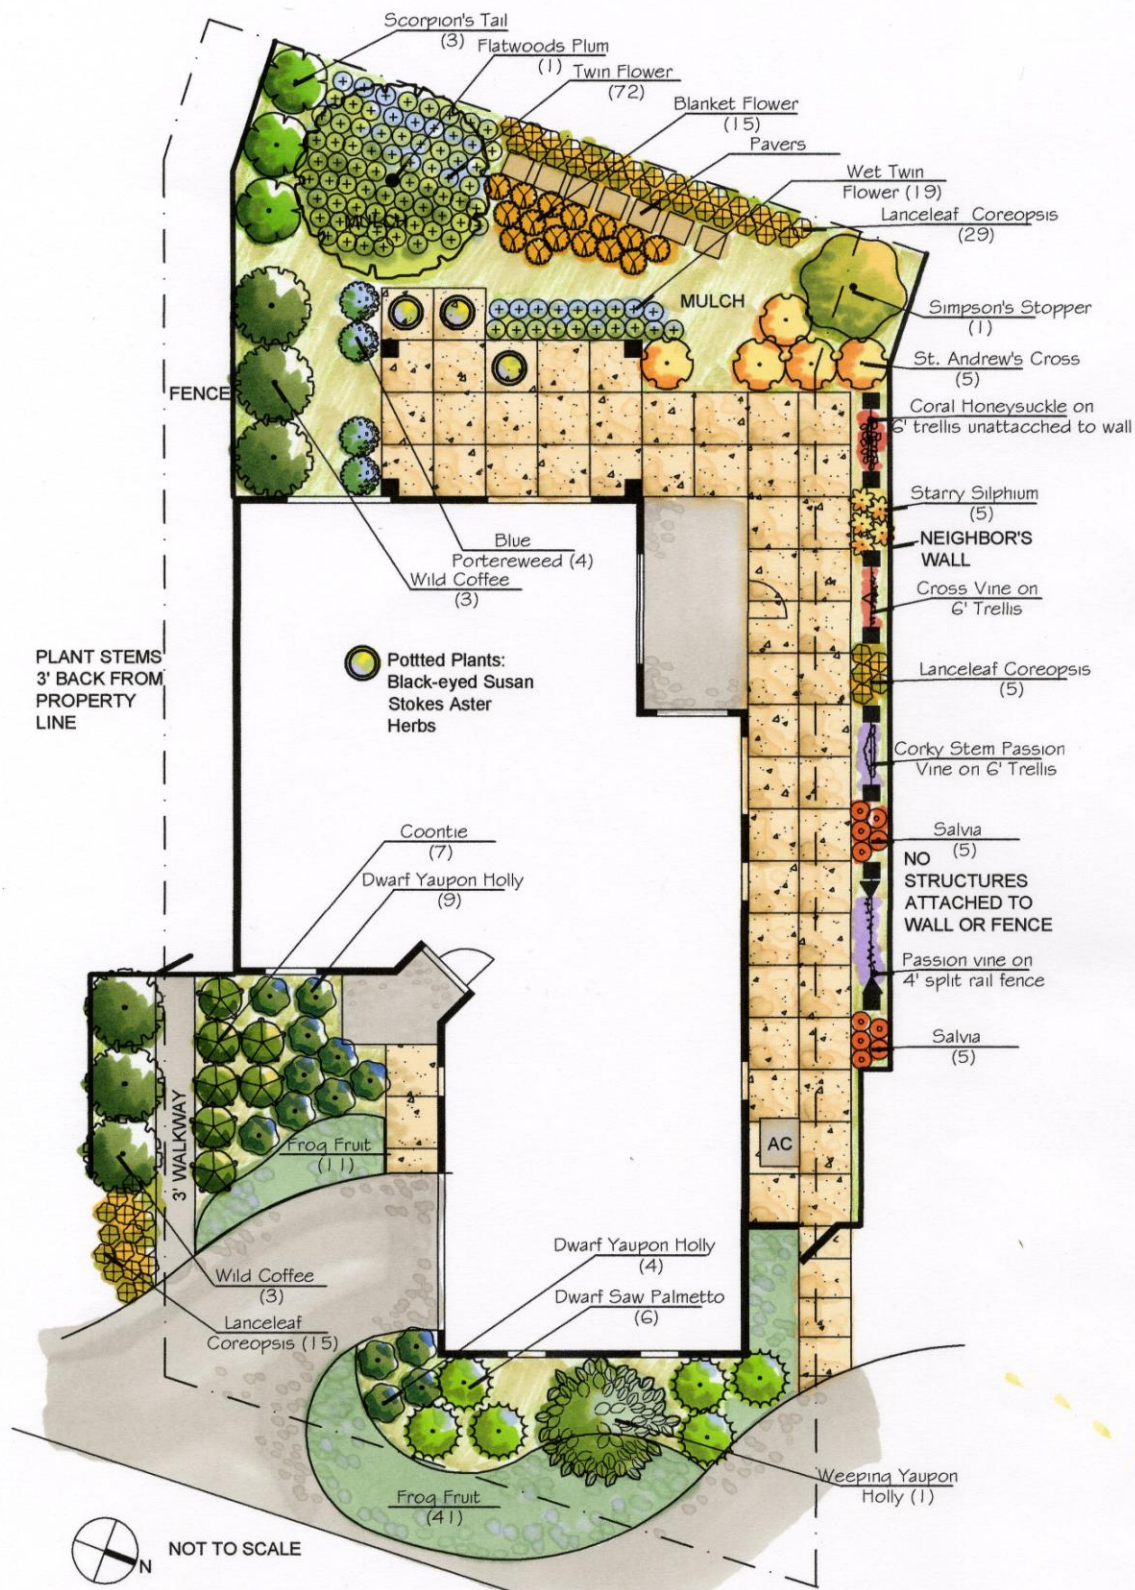 Scorpion's Tail
(3)
Flatwoods Plum
(1)
Twin Flower
(72)
Blanket Flower
(15)
Pavers
Wet Twin
Flower (19)
Lanceleaf Coreopsis
(29)
MULCH
MULCH
Simpson's Stopper
(1)
St. Andrew's Cross
(5)
FENCE
Coral Honeysuckle on
6' trellis unattacched to wall
Starry Silphium
(5)
NEIGHBOR'S
WALL
Blue
Portereweed (4)
Wild Coffee
(3)
Cross Vine on
6' Trellis
PLANT STEMS
3' BACK FROM
PROPERTY
LINE
Pottted Plants:
Black-eyed Susan
Stokes Aster
Herbs
Lanceleaf Coreopsis
(5)
Corky Stem Passion
Vine on 6' Trellis
Coontie
(7)
Dwarf Yaupon Holly
(9)
Salvia
(5)
NO
STRUCTURES
ATTACHED TO
WALL OR FENCE
Passion vine on
4' split rail fence
Salvia
(5)
3' WALKWAY
Frog Fruit
(11)
AC
Wild Coffee
(3)
Lanceleaf
Coreopsis (15)
Dwarf Yaupon Holly
(4)
Dwarf Saw Palmetto
(6)
Weeping Yaupon
Holly (1)
Frog Fruit
(41)
N
NOT TO SCALE